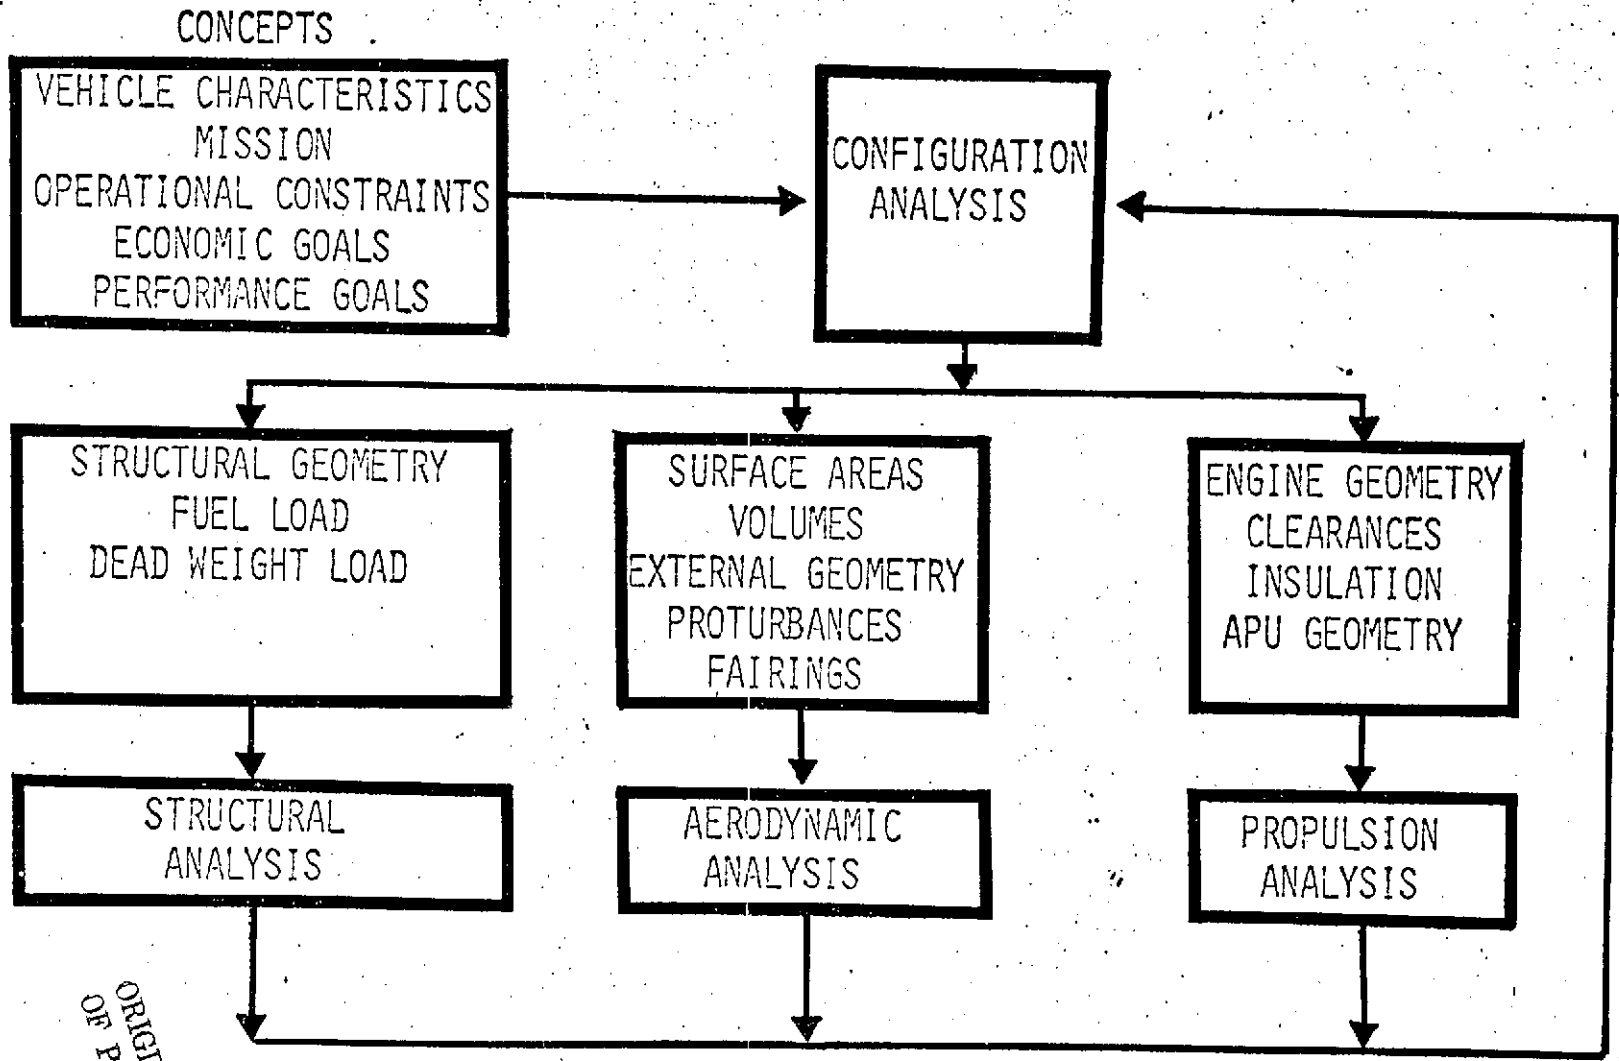 CONCEPTS
VEHICLE CHARACTERISTICS
MISSION
OPERATIONAL CONSTRAINTS
ECONOMIC GOALS
PERFORMANCE GOALS
CONFIGURATION
ANALYSIS
STRUCTURAL GEOMETRY
FUEL LOAD
DEAD WEIGHT LOAD
SURFACE AREAS
VOLUMES
EXTERNAL GEOMETRY
PROTURBANCES
FAIRINGS
ENGINE GEOMETRY
CLEARANCES
INSULATION
APU GEOMETRY
STRUCTURAL
ANALYSIS
AERODYNAMIC
ANALYSIS
PROPULSION
ANALYSIS
OF